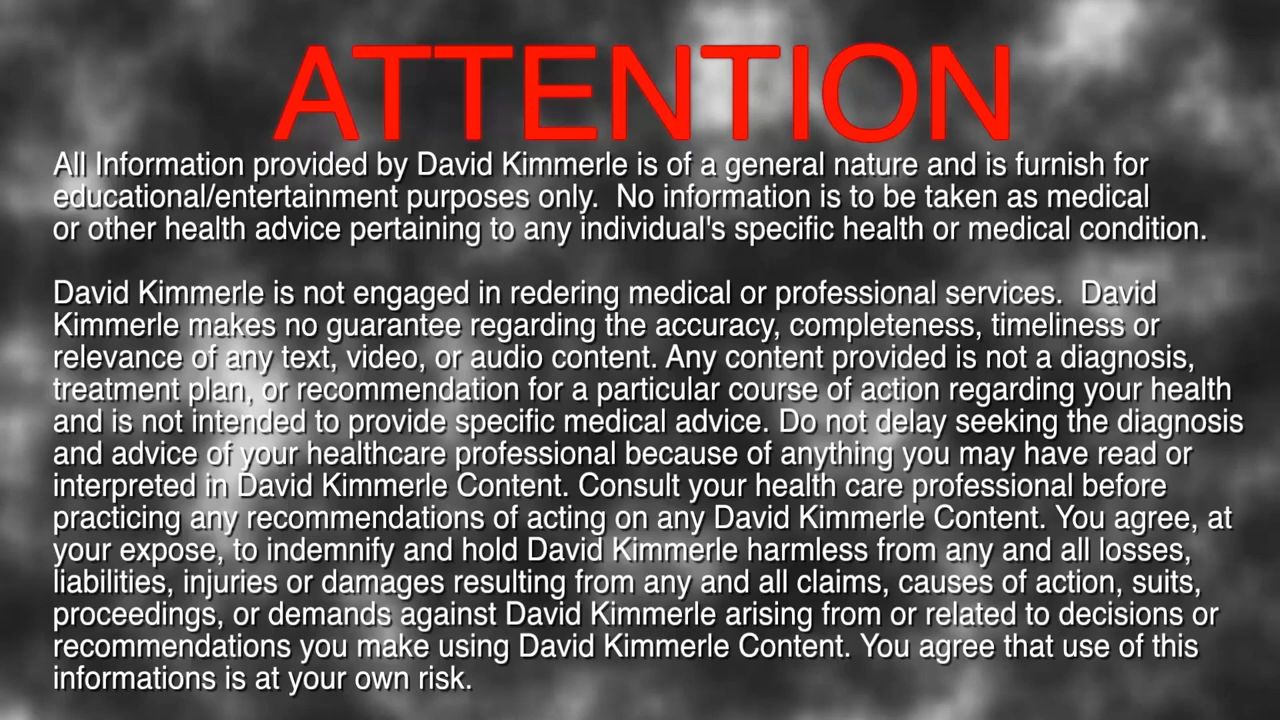 ATTENTION
All Information provided by David Kimmerle is of a general nature and is furnish for
educational/entertainment purposes only.  No information is to be taken as medical
or other health advice pertaining to any individual's specific health or medical condition.
David Kimmerle is not engaged in redering medical or professional services.  David
Kimmerle makes no guarantee regarding the accuracy, completeness, timeliness or
relevance of any text, video, or audio content. Any content provided is not a diagnosis,
treatment plan, or recommendation for a particular course of action regarding your health
and is not intended to provide specific medical advice. Do not delay seeking the diagnosis
and advice of your healthcare professional because of anything you may have read or
interpreted in David Kimmerle Content. Consult your health care professional before
practicing any recommendations of acting on any David Kimmerle Content. You agree, at
your expose, to indemnify and hold David Kimmerle harmless from any and all losses,
liabilities, injuries or damages resulting from any and all claims, causes of action, suits,
proceedings, or demands against David Kimmerle arising from or related to decisions or
recommendations you make using David Kimmerle Content. You agree that use of this
informations is at your own risk.